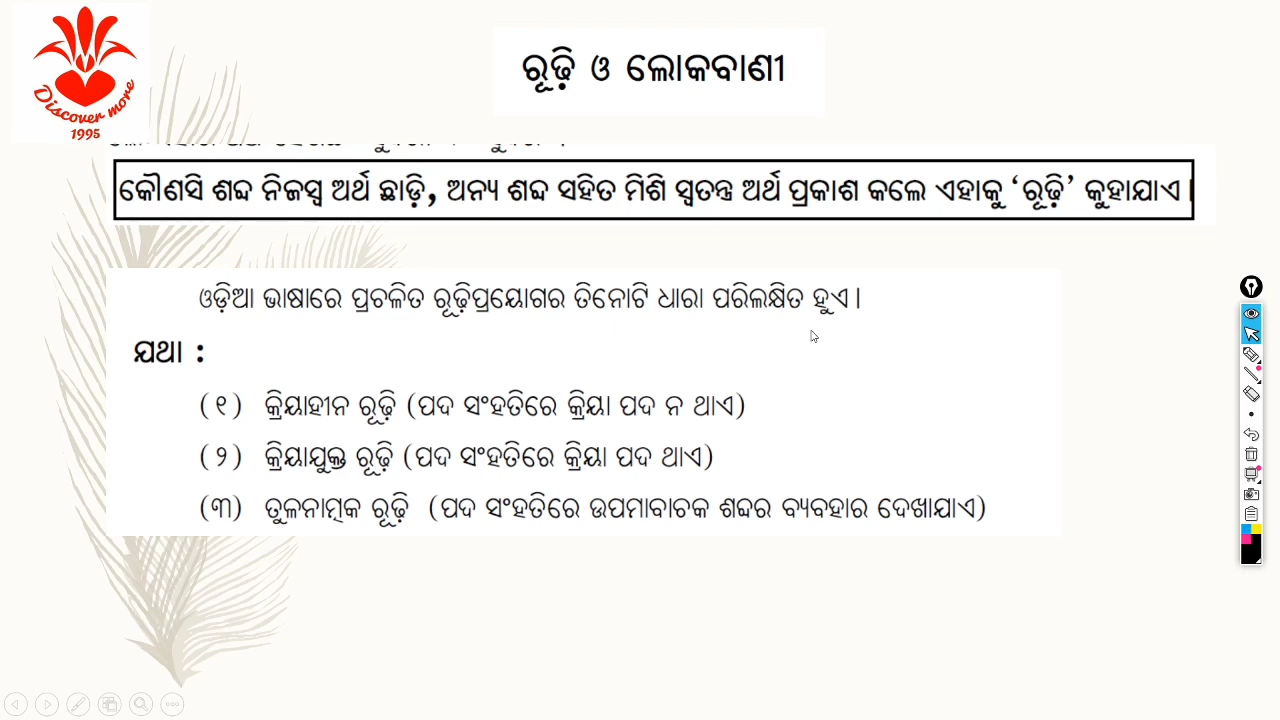 Discover more
1995
ରୂଢ଼ି ଓ ଲୋକବାଣୀ
କୌଣସି ଶବ୍ଦ ନିଜସ୍ୱ ଅର୍ଥ ଛାଡ଼ି, ଅନ୍ୟ ଶବ୍ଦ ସହିତ ମିଶି ସ୍ୱତନ୍ତ୍ର ଅର୍ଥ ପ୍ରକାଶ କଲେ ଏହାକୁ ‘ରୂଢ଼ି’ କୁହାଯାଏ ।
ଓଡ଼ିଆ ଭାଷାରେ ପ୍ରଚଳିତ ରୂଢ଼ିପ୍ରୟୋଗର ତିନୋଟି ଧାରା ପରିଲକ୍ଷିତ ହୁଏ ।
ଯଥା :
(୧) କ୍ରିୟାହୀନ ରୂଢ଼ି (ପଦ ସଂହତିରେ କ୍ରିୟା ପଦ ନ ଥାଏ)
(୨) କ୍ରିୟାଯୁକ୍ତ ରୂଢ଼ି (ପଦ ସଂହତିରେ କ୍ରିୟା ପଦ ଥାଏ)
(୩) ତୁଳନାତ୍ମକ ରୂଢ଼ି (ପଦ ସଂହତିରେ ଉପମାବାଚକ ଶବ୍ଦର ବ୍ୟବହାର ଦେଖାଯାଏ)